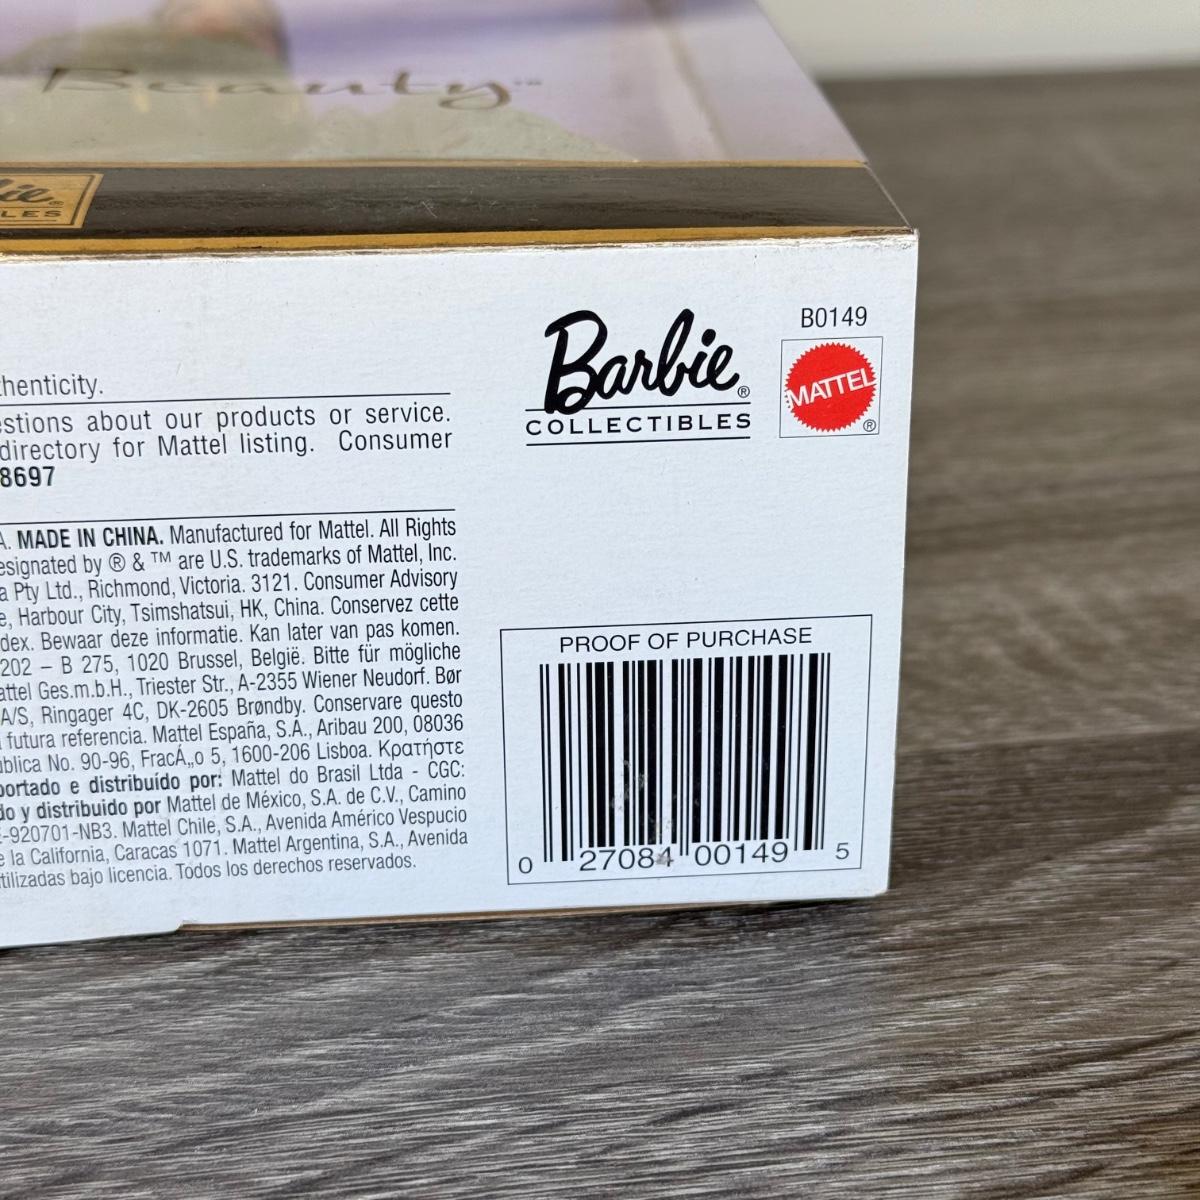 Beauty™
ie®
LES
thenticity.
estions about our products or service.
directory for Mattel listing. Consumer
8697
A. MADE IN CHINA. Manufactured for Mattel. All Rights
esignated by ® & ™ are U.S. trademarks of Mattel, Inc.
a Pty Ltd., Richmond, Victoria. 3121. Consumer Advisory
e, Harbour City, Tsimshatsui, HK, China. Conservez cette
dex. Bewaar deze informatie. Kan later van pas komen.
202 – B 275, 1020 Brussel, België. Bitte für mögliche
attel Ges.m.b.H., Triester Str., A-2355 Wiener Neudorf. Bør
A/S, Ringager 4C, DK-2605 Brøndby. Conservare questo
futura referencia. Mattel España, S.A., Aribau 200, 08036
ública No. 90-96, FracÁ„o 5, 1600-206 Lisboa. Κρατήστε
portado e distribuído por: Mattel do Brasil Ltda - CGC:
do y distribuido por Mattel de México, S.A. de C.V., Camino
E-920701-NB3. Mattel Chile, S.A., Avenida Américo Vespucio
e la California, Caracas 1071. Mattel Argentina, S.A., Avenida
tilizadas bajo licencia. Todos los derechos reservados.
Barbie®
COLLECTIBLES
B0149
MATTEL®
PROOF OF PURCHASE
0 27084 00149 5